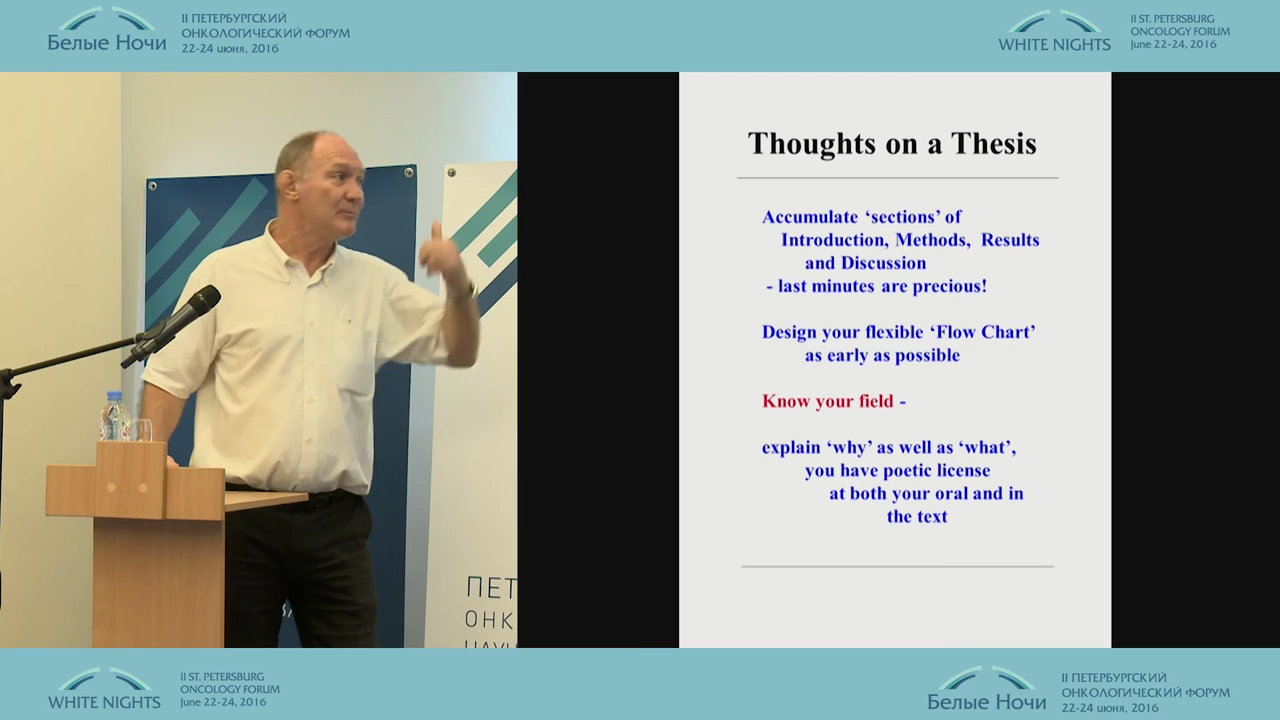 Белые Ночи
II ПЕТЕРБУРГСКИЙ
ОНКОЛОГИЧЕСКИЙ ФОРУМ
22-24 июня, 2016
WHITE NIGHTS
II ST. PETERSBURG
ONCOLOGY FORUM
June 22-24, 2016
Thoughts on a Thesis
Accumulate ‘sections’ of
Introduction, Methods, Results
and Discussion
- last minutes are precious!
Design your flexible ‘Flow Chart’
as early as possible
Know your field -
explain ‘why’ as well as ‘what’,
you have poetic license
at both your oral and in
the text
ПЕТ
ОНК
WHITE NIGHTS
II ST. PETERSBURG
ONCOLOGY FORUM
June 22-24, 2016
Белые Ночи
II ПЕТЕРБУРГСКИЙ
ОНКОЛОГИЧЕСКИЙ ФОРУМ
22-24 июня, 2016